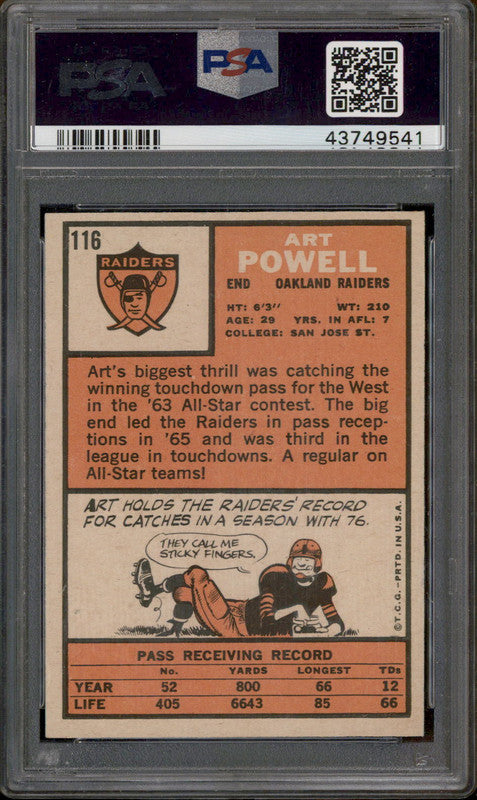 PSA
PSA
43749541
116
RAIDERS
ART
POWELL
END OAKLAND RAIDERS
HT: 6'3" WT: 210
AGE: 29 YRS. IN AFL: 7
COLLEGE: SAN JOSE ST.
Art's biggest thrill was catching the
winning touchdown pass for the West
in the '63 All-Star contest. The big
end led the Raiders in pass recep-
tions in '65 and was third in the
league in touchdowns. A regular on
All-Star teams!
ART HOLDS THE RAIDERS' RECORD
FOR CATCHES IN A SEASON WITH 76.
THEY CALL ME
STICKY FINGERS.
©T.C.G.–PRTD. IN U.S.A.
PASS RECEIVING RECORD
No. YARDS LONGEST TDs
YEAR 52 800 66 12
LIFE 405 6643 85 66